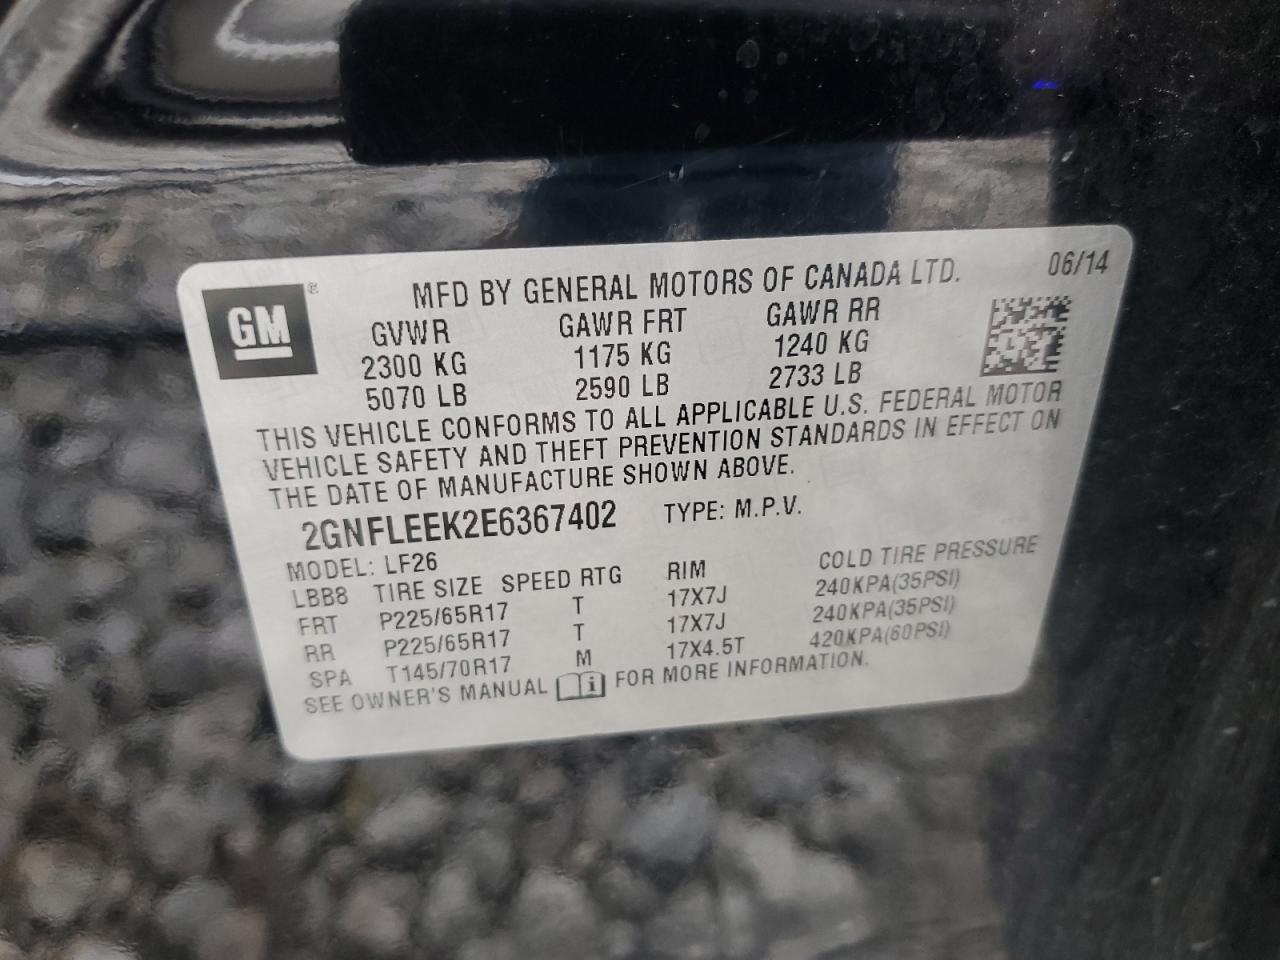 GM ®
MFD BY GENERAL MOTORS OF CANADA LTD. 06/14
GVWR GAWR FRT GAWR RR
2300 KG 1175 KG 1240 KG
5070 LB 2590 LB 2733 LB
THIS VEHICLE CONFORMS TO ALL APPLICABLE U.S. FEDERAL MOTOR
VEHICLE SAFETY AND THEFT PREVENTION STANDARDS IN EFFECT ON
THE DATE OF MANUFACTURE SHOWN ABOVE.
2GNFLEEK2E6367402 TYPE: M.P.V.
MODEL: LF26
LBB8 TIRE SIZE SPEED RTG RIM COLD TIRE PRESSURE
FRT P225/65R17 T 17X7J 240KPA(35PSI)
RR P225/65R17 T 17X7J 240KPA(35PSI)
SPA T145/70R17 M 17X4.5T 420KPA(60PSI)
SEE OWNER'S MANUAL i FOR MORE INFORMATION.